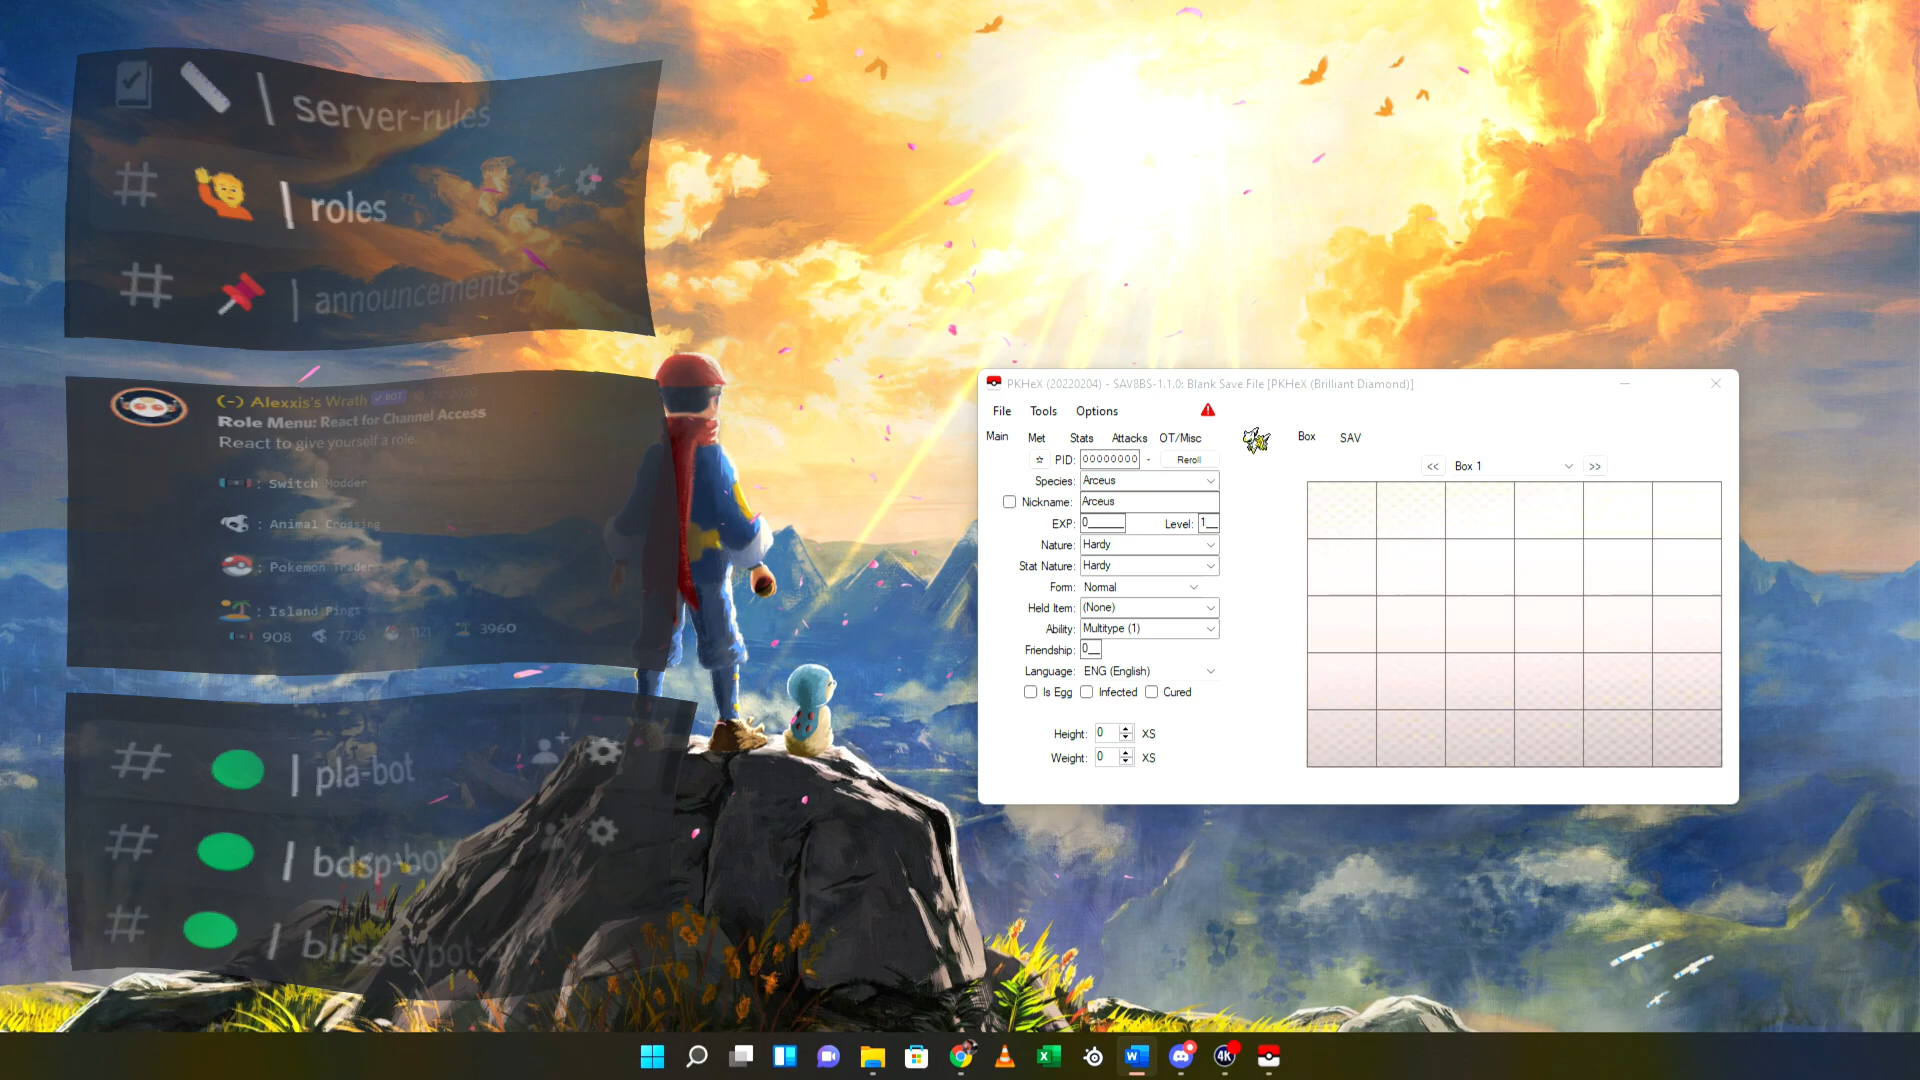 | server-rules
# | roles
# | announcements
(-) Alexxis's Wrath ✓ BOT
Role Menu: React for Channel Access
React to give yourself a role.
: Switch Modder
: Animal Crossing
: Pokemon Trader
: Island Pings
908 7736 1121 3960
# | pla-bot
# | bdsp-bot
# | blisseybot
PKHeX (20220204) - SAV8BS-1.1.0: Blank Save File [PKHeX (Brilliant Diamond)]
File Tools Options
Main Met Stats Attacks OT/Misc
Box SAV
PID: 00000000 - Reroll
<< Box 1 >>
Species: Arceus
Nickname: Arceus
EXP: 0 Level: 1
Nature: Hardy
Stat Nature: Hardy
Form: Normal
Held Item: (None)
Ability: Multitype (1)
Friendship: 0
Language: ENG (English)
Is Egg Infected Cured
Height: 0 XS
Weight: 0 XS
4K